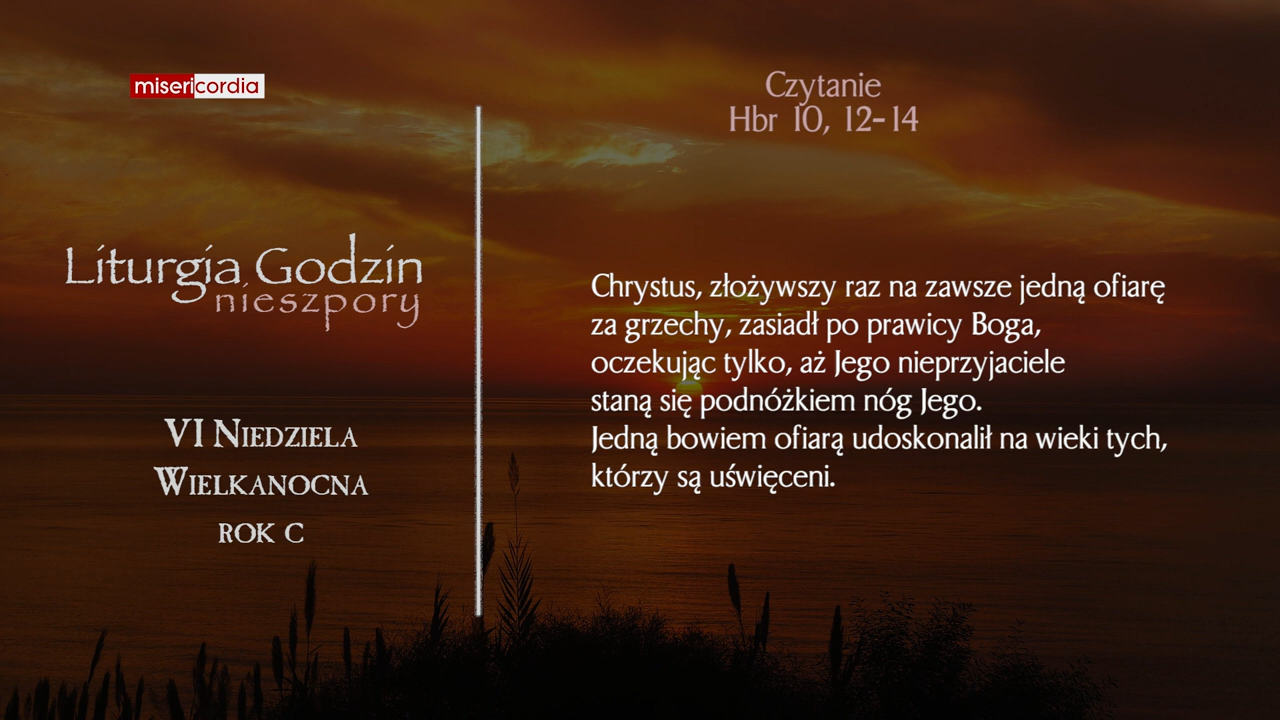 misericordia
Liturgia Godzin
nieszpory
VI Niedziela
Wielkanocna
rok C
Czytanie
Hbr 10, 12-14
Chrystus, złożywszy raz na zawsze jedną ofiarę
za grzechy, zasiadł po prawicy Boga,
oczekując tylko, aż Jego nieprzyjaciele
staną się podnóżkiem nóg Jego.
Jedną bowiem ofiarą udoskonalił na wieki tych,
którzy są uświęceni.